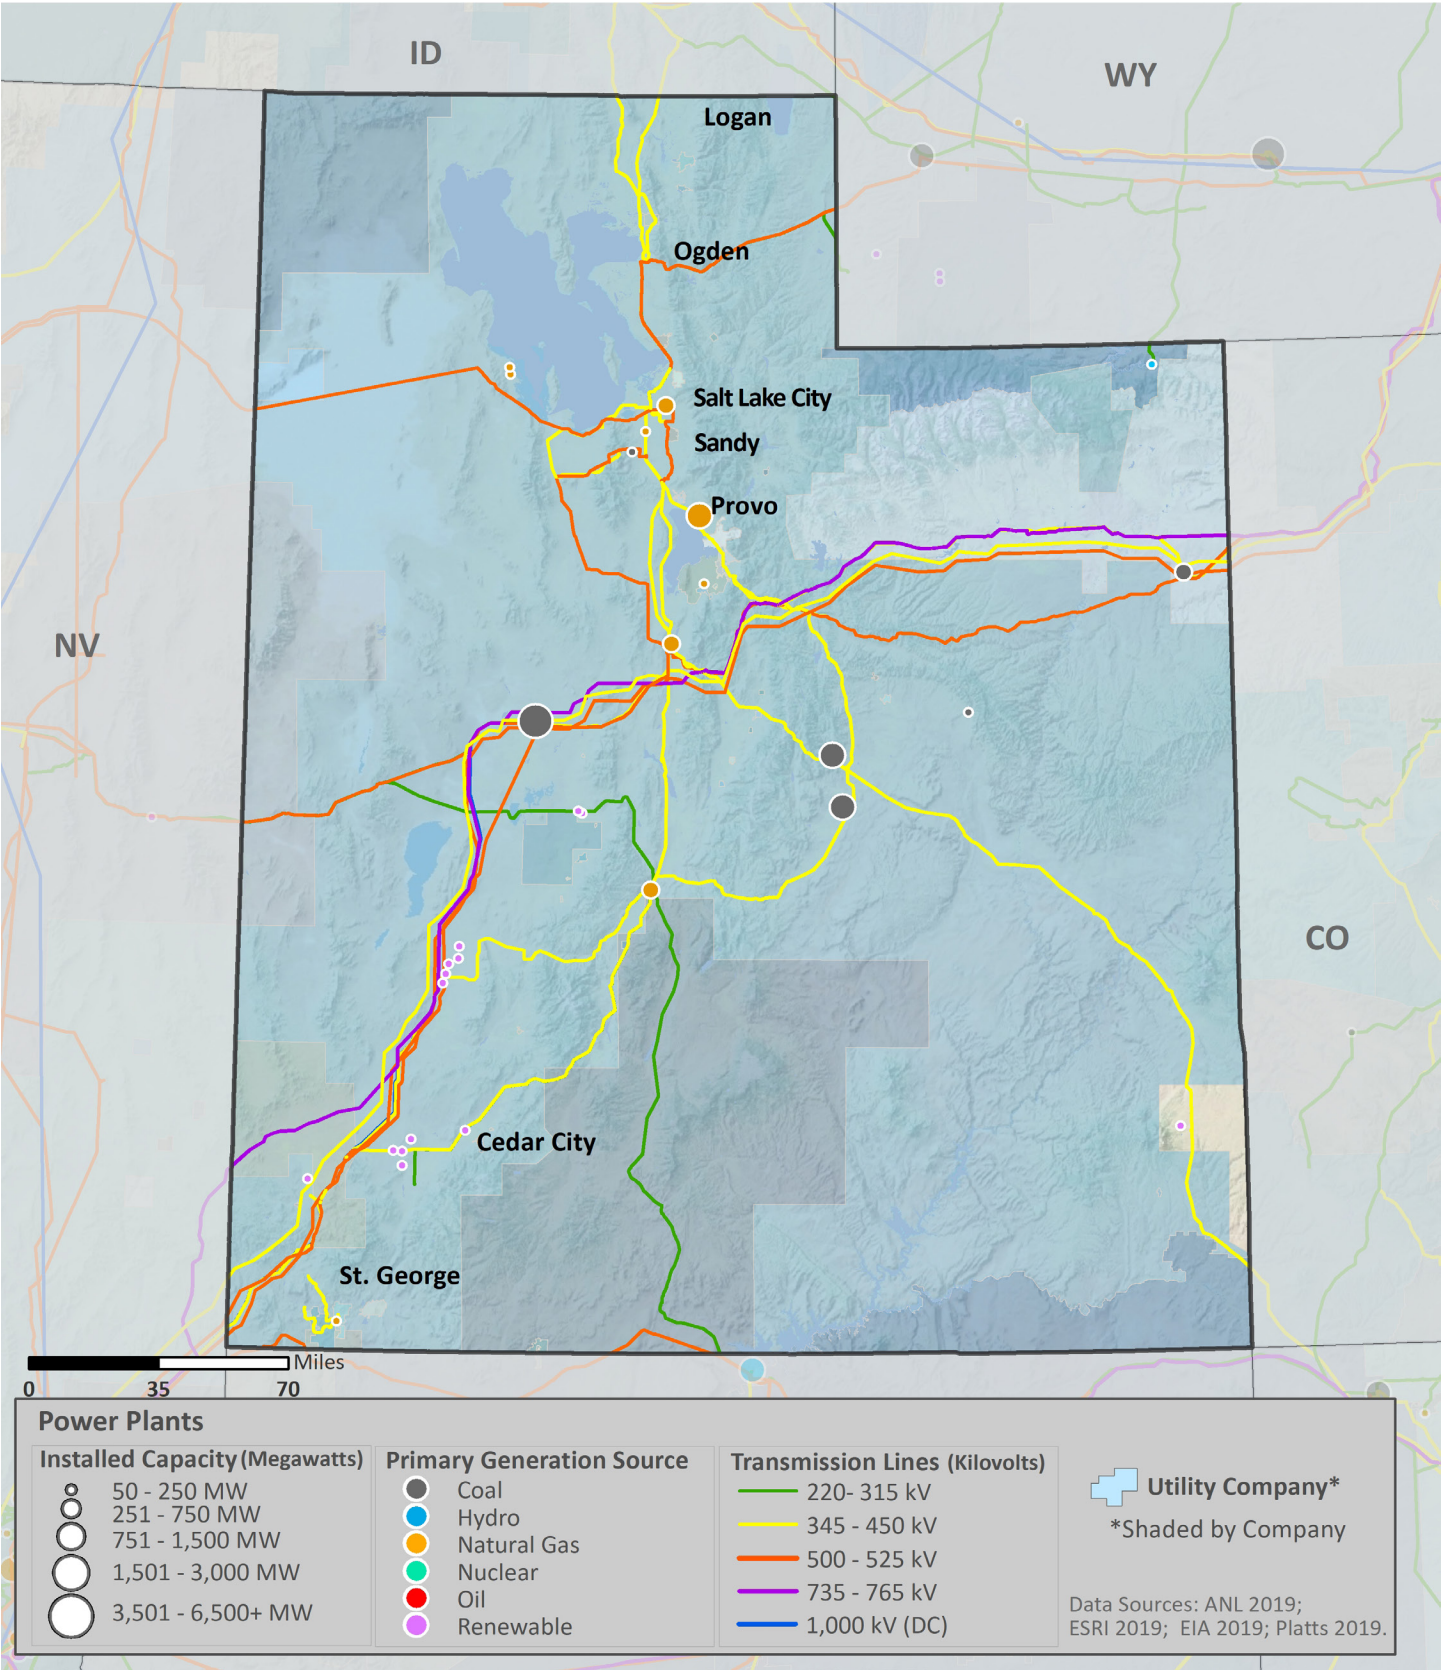 ID
WY
Logan
Ogden
Salt Lake City
Sandy
Provo
NV
CO
Cedar City
St. George
Miles
0 35 70
Power Plants
Installed Capacity (Megawatts)
50 - 250 MW
251 - 750 MW
751 - 1,500 MW
1,501 - 3,000 MW
3,501 - 6,500+ MW
Primary Generation Source
Coal
Hydro
Natural Gas
Nuclear
Oil
Renewable
Transmission Lines (Kilovolts)
220- 315 kV
345 - 450 kV
500 - 525 kV
735 - 765 kV
1,000 kV (DC)
Utility Company*
*Shaded by Company
Data Sources: ANL 2019;
ESRI 2019; EIA 2019; Platts 2019.